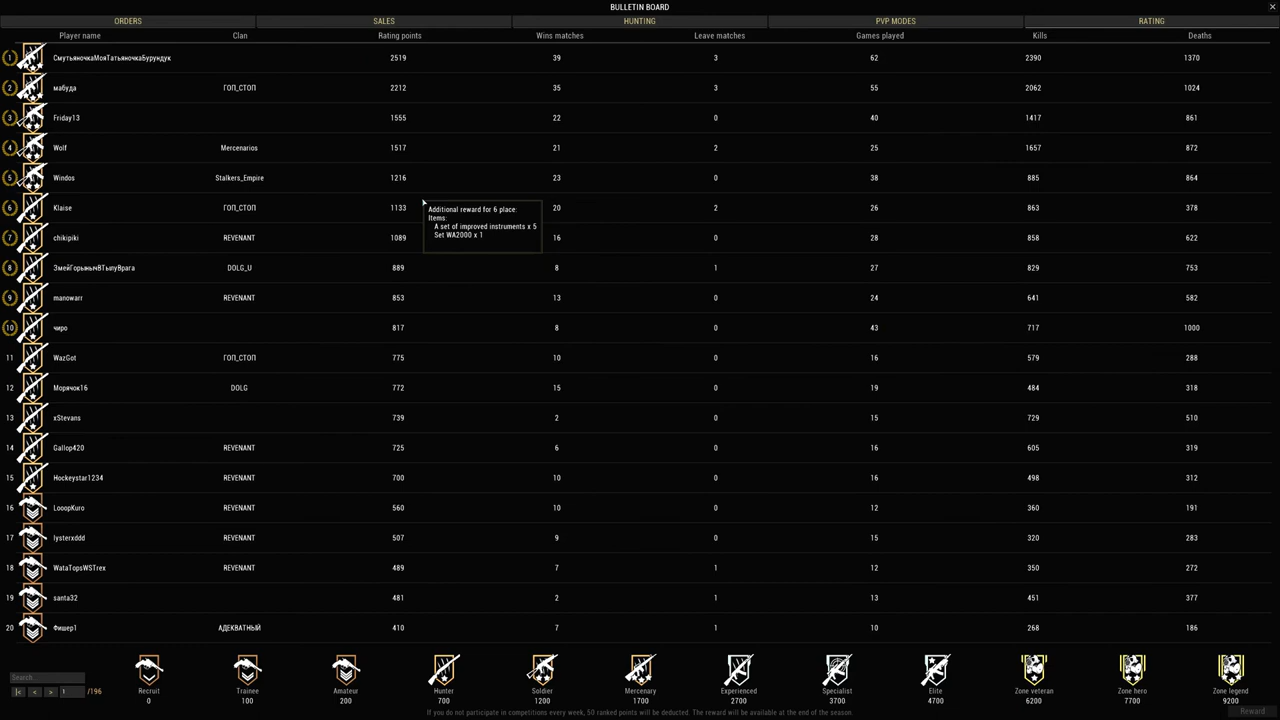 BULLETIN BOARD
ORDERS SALES HUNTING PVP MODES RATING
Player name Clan Rating points Wins matches Leave matches Games played Kills Deaths
1 СмутьяночкаМояТатьяночкаБурундук 2519 39 3 62 2390 1370
2 мабуда ГОП_СТОП 2212 35 3 55 2062 1024
3 Friday13 1555 22 0 40 1417 861
4 Wolf Mercenarios 1517 21 2 25 1657 872
5 Windos Stalkers_Empire 1216 23 0 38 885 864
6 Klaise ГОП_СТОП 1133 20 2 26 863 378
Additional reward for 6 place:
Items:
A set of improved instruments x 5
Set WA2000 x 1
7 chikipiki REVENANT 1089 16 0 28 858 622
8 ЗмейГорынычВТылуВрага DOLG_U 889 8 1 27 829 753
9 manowarr REVENANT 853 13 0 24 641 582
10 чиро 817 8 0 43 717 1000
11 WazGot ГОП_СТОП 775 10 0 16 579 288
12 Морячок16 DOLG 772 15 0 19 484 318
13 xStevans 739 2 0 15 729 510
14 Gallop420 REVENANT 725 6 0 16 605 319
15 Hockeystar1234 REVENANT 700 10 0 16 498 312
16 LooopKuro REVENANT 560 10 0 12 360 191
17 lysterxddd REVENANT 507 9 0 15 320 283
18 WataTopsWSTrex REVENANT 489 7 1 12 350 272
19 santa32 481 2 1 13 451 377
20 Фишер1 АДЕКВАТНЫЙ 410 7 1 10 268 186
Search...
|< < > 1 /196
Recruit Trainee Amateur Hunter Soldier Mercenary Experienced Specialist Elite Zone veteran Zone hero Zone legend
0 100 200 700 1200 1700 2700 3700 4700 6200 7700 9200
If you do not participate in competitions every week, 50 ranked points will be deducted. The reward will be available at the end of the season
Reward